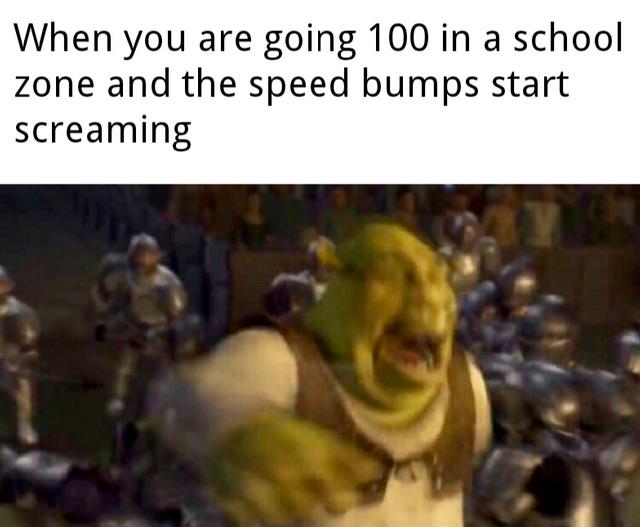 When you are going 100 in a school
zone and the speed bumps start
screaming